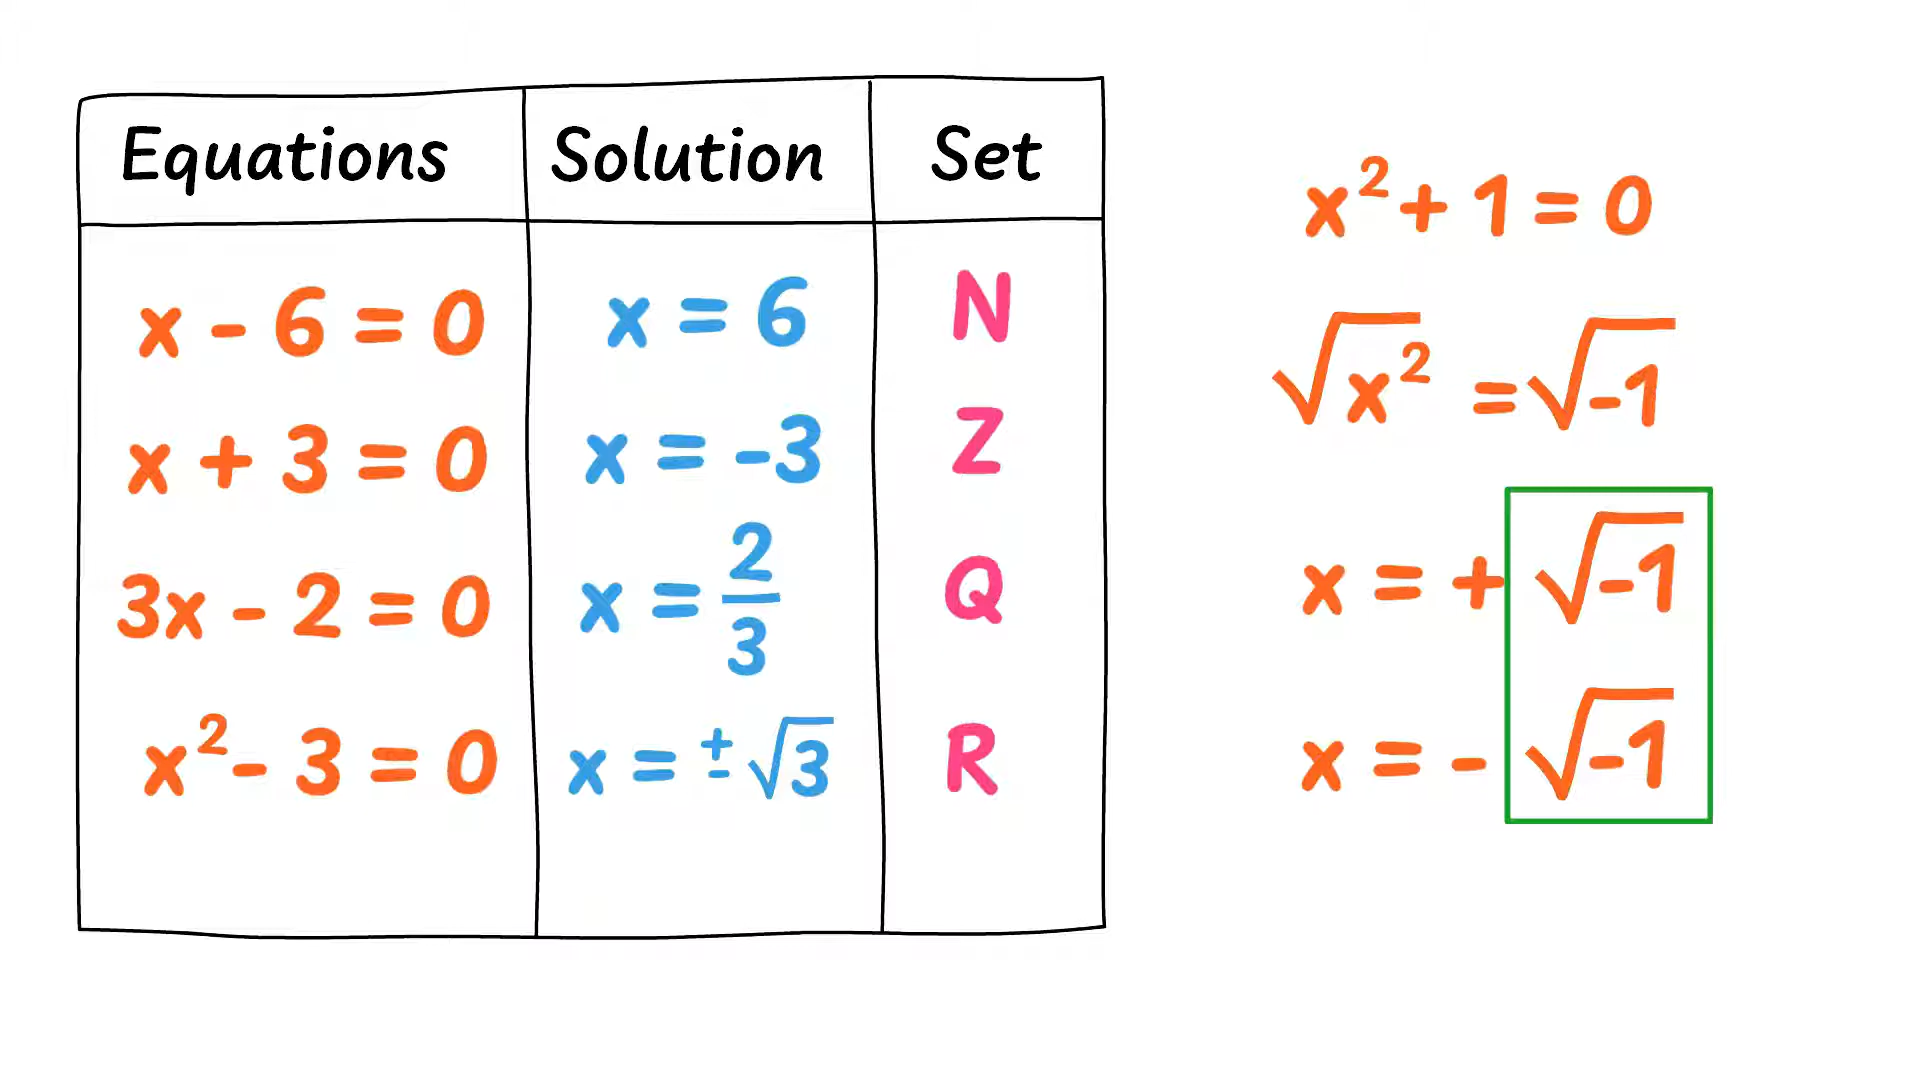 Equations Solution Set
x - 6 = 0 x = 6 N
x + 3 = 0 x = -3 Z
3x - 2 = 0 x = 2/3 Q
x² - 3 = 0 x = ± √3 R
x² + 1 = 0
√x² = √-1
x = + √-1
x = - √-1